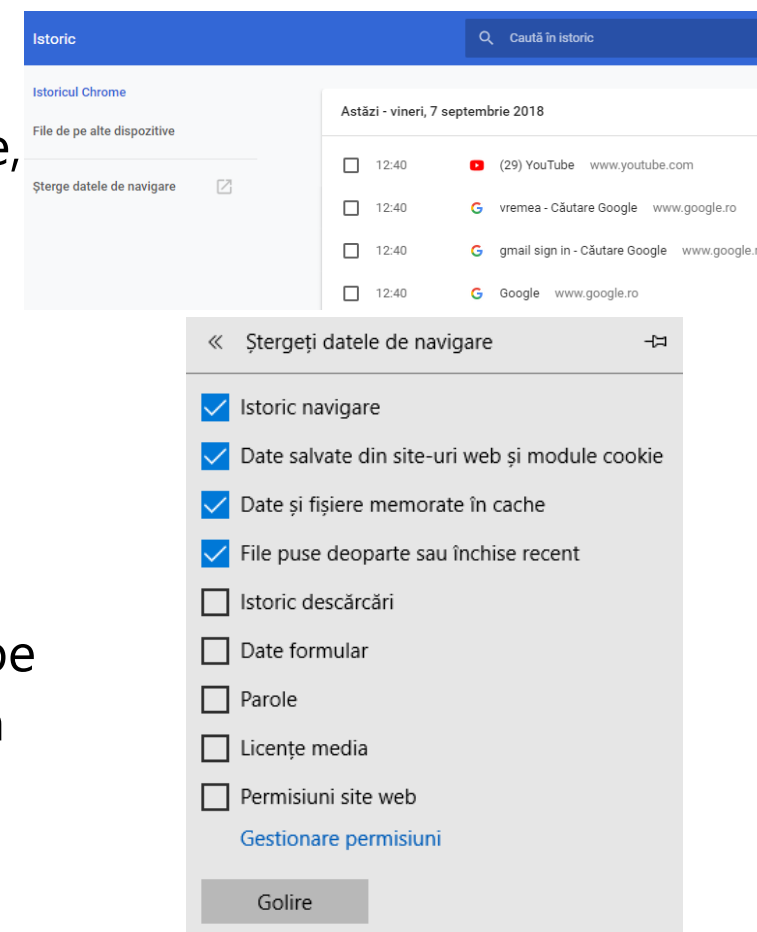 Istoric
Caută în istoric
Istoricul Chrome
File de pe alte dispozitive
Șterge datele de navigare
e,
Astăzi - vineri, 7 septembrie 2018
12:40 (29) YouTube www.youtube.com
12:40 vremea - Căutare Google www.google.ro
12:40 gmail sign in - Căutare Google www.google.r
12:40 Google www.google.ro
Ștergeți datele de navigare
Istoric navigare
Date salvate din site-uri web și module cookie
Date și fișiere memorate în cache
File puse deoparte sau închise recent
Istoric descărcări
Date formular
Parole
Licențe media
Permisiuni site web
Gestionare permisiuni
Golire
pe